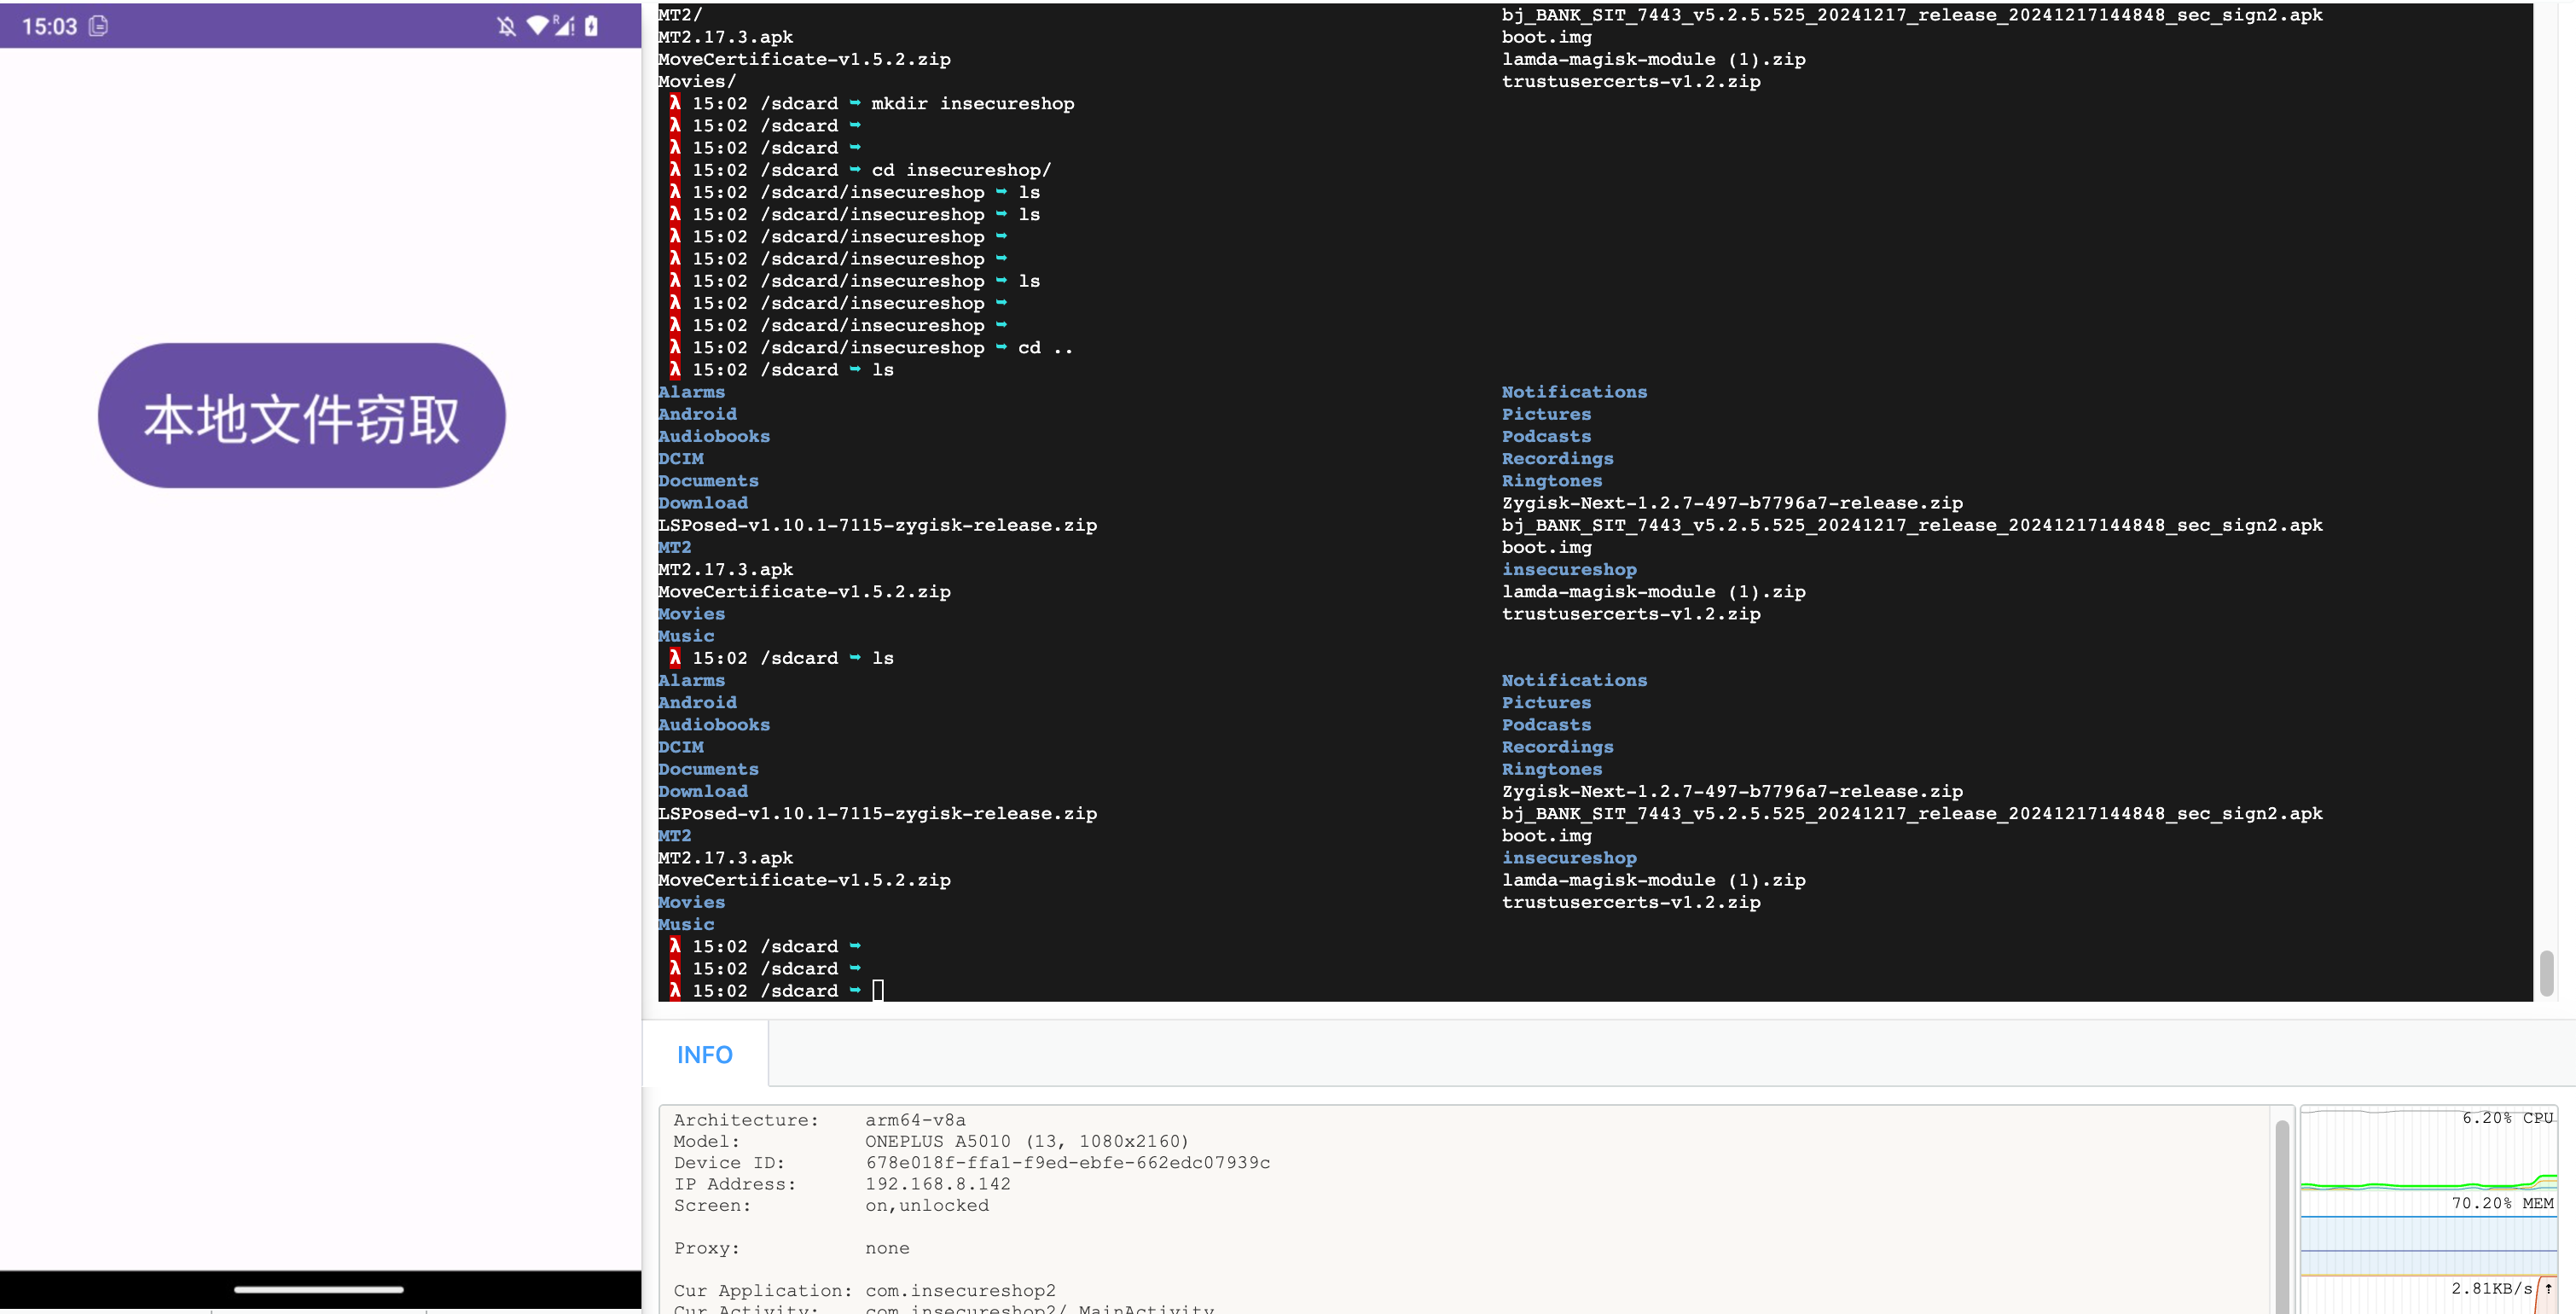 15:03
R
本地文件窃取
MT2/ bj_BANK_SIT_7443_v5.2.5.525_20241217_release_20241217144848_sec_sign2.apk
MT2.17.3.apk boot.img
MoveCertificate-v1.5.2.zip lamda-magisk-module (1).zip
Movies/ trustusercerts-v1.2.zip
λ 15:02 /sdcard ➥ mkdir insecureshop
λ 15:02 /sdcard ➥
λ 15:02 /sdcard ➥
λ 15:02 /sdcard ➥ cd insecureshop/
λ 15:02 /sdcard/insecureshop ➥ ls
λ 15:02 /sdcard/insecureshop ➥ ls
λ 15:02 /sdcard/insecureshop ➥
λ 15:02 /sdcard/insecureshop ➥
λ 15:02 /sdcard/insecureshop ➥ ls
λ 15:02 /sdcard/insecureshop ➥
λ 15:02 /sdcard/insecureshop ➥
λ 15:02 /sdcard/insecureshop ➥ cd ..
λ 15:02 /sdcard ➥ ls
Alarms Notifications
Android Pictures
Audiobooks Podcasts
DCIM Recordings
Documents Ringtones
Download Zygisk-Next-1.2.7-497-b7796a7-release.zip
LSPosed-v1.10.1-7115-zygisk-release.zip bj_BANK_SIT_7443_v5.2.5.525_20241217_release_20241217144848_sec_sign2.apk
MT2 boot.img
MT2.17.3.apk insecureshop
MoveCertificate-v1.5.2.zip lamda-magisk-module (1).zip
Movies trustusercerts-v1.2.zip
Music
λ 15:02 /sdcard ➥ ls
Alarms Notifications
Android Pictures
Audiobooks Podcasts
DCIM Recordings
Documents Ringtones
Download Zygisk-Next-1.2.7-497-b7796a7-release.zip
LSPosed-v1.10.1-7115-zygisk-release.zip bj_BANK_SIT_7443_v5.2.5.525_20241217_release_20241217144848_sec_sign2.apk
MT2 boot.img
MT2.17.3.apk insecureshop
MoveCertificate-v1.5.2.zip lamda-magisk-module (1).zip
Movies trustusercerts-v1.2.zip
Music
λ 15:02 /sdcard ➥
λ 15:02 /sdcard ➥
λ 15:02 /sdcard ➥
INFO
Architecture: arm64-v8a
Model: ONEPLUS A5010 (13, 1080x2160)
Device ID: 678e018f-ffa1-f9ed-ebfe-662edc07939c
IP Address: 192.168.8.142
Screen: on,unlocked
Proxy: none
Cur Application: com.insecureshop2
Cur Activity: com.insecureshop2/.MainActivity
6.20% CPU
70.20% MEM
2.81KB/s ↑